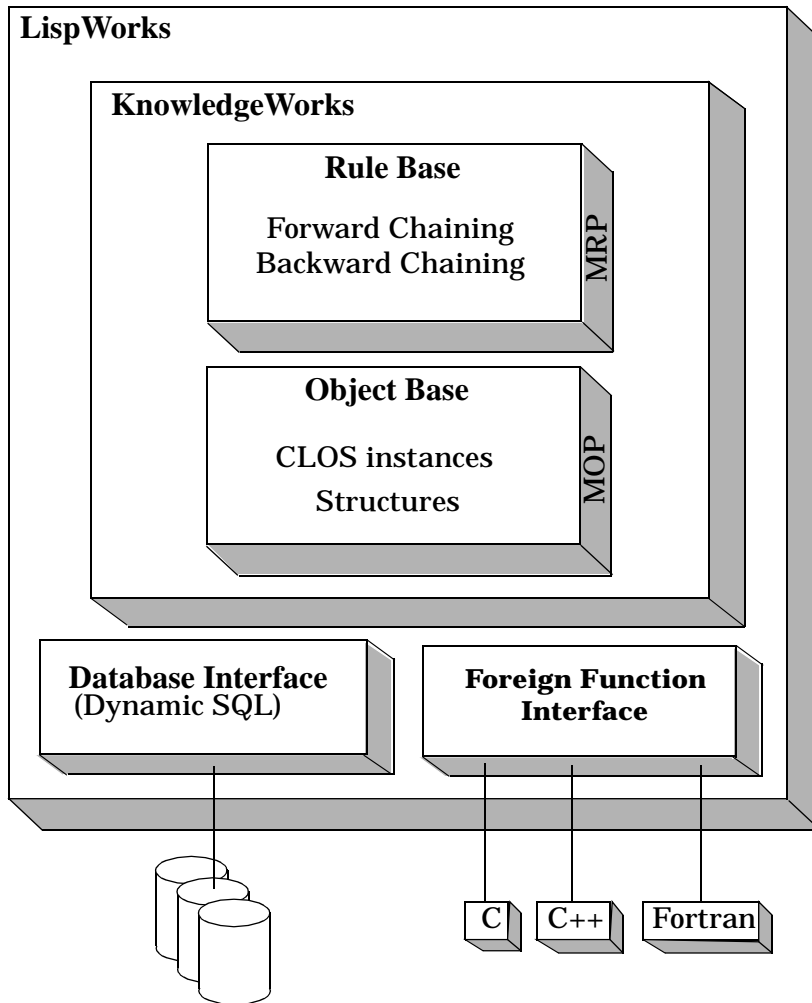 LispWorks
KnowledgeWorks
Rule Base
Forward Chaining
Backward Chaining
MRP
Object Base
CLOS instances
Structures
MOP
Database Interface
(Dynamic SQL)
Foreign Function
Interface
C
C++
Fortran